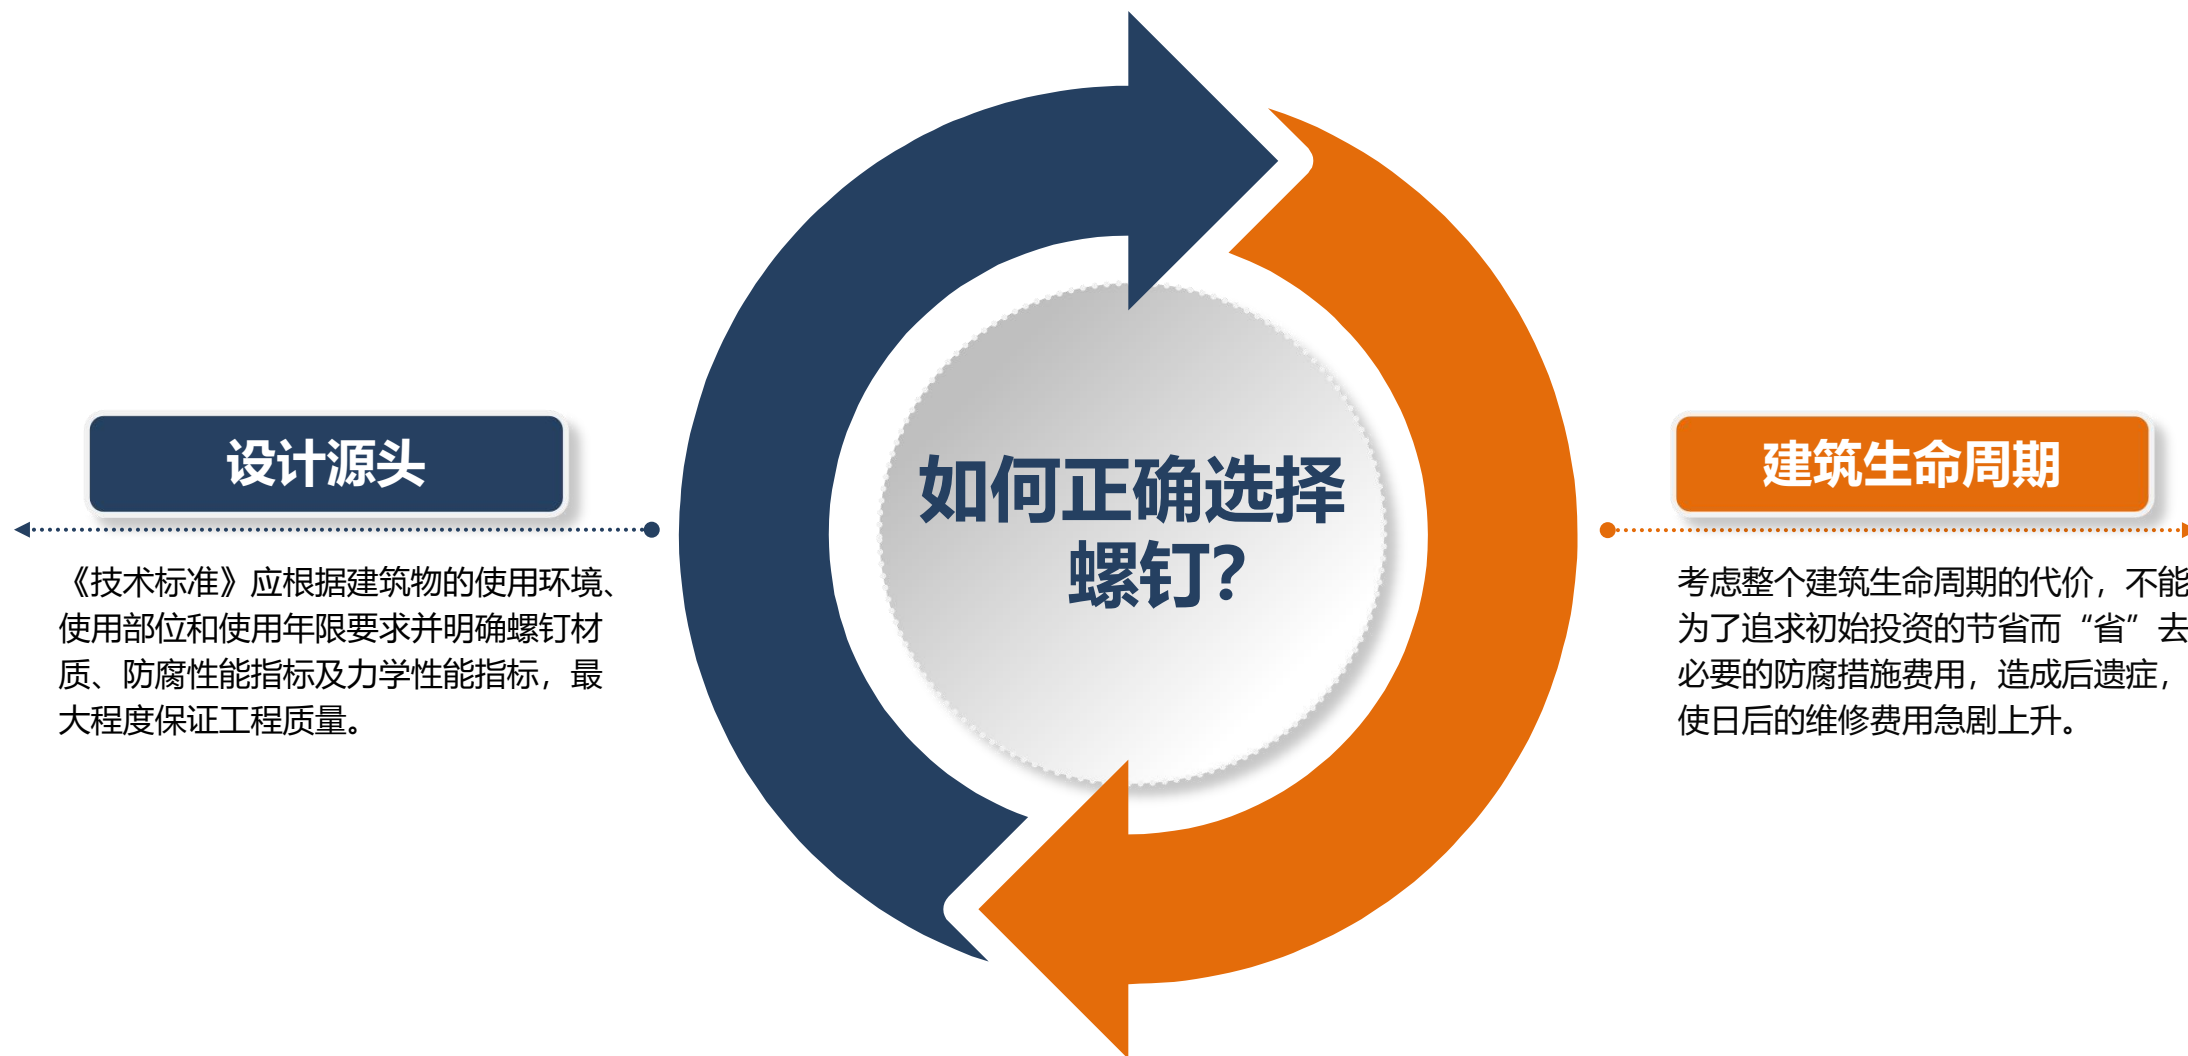 设计源头
《技术标准》应根据建筑物的使用环境、
使用部位和使用年限要求并明确螺钉材
质、防腐性能指标及力学性能指标，最
大程度保证工程质量。
如何正确选择
螺钉？
建筑生命周期
考虑整个建筑生命周期的代价，不能
为了追求初始投资的节省而“省”去
必要的防腐措施费用，造成后遗症，
使日后的维修费用急剧上升。